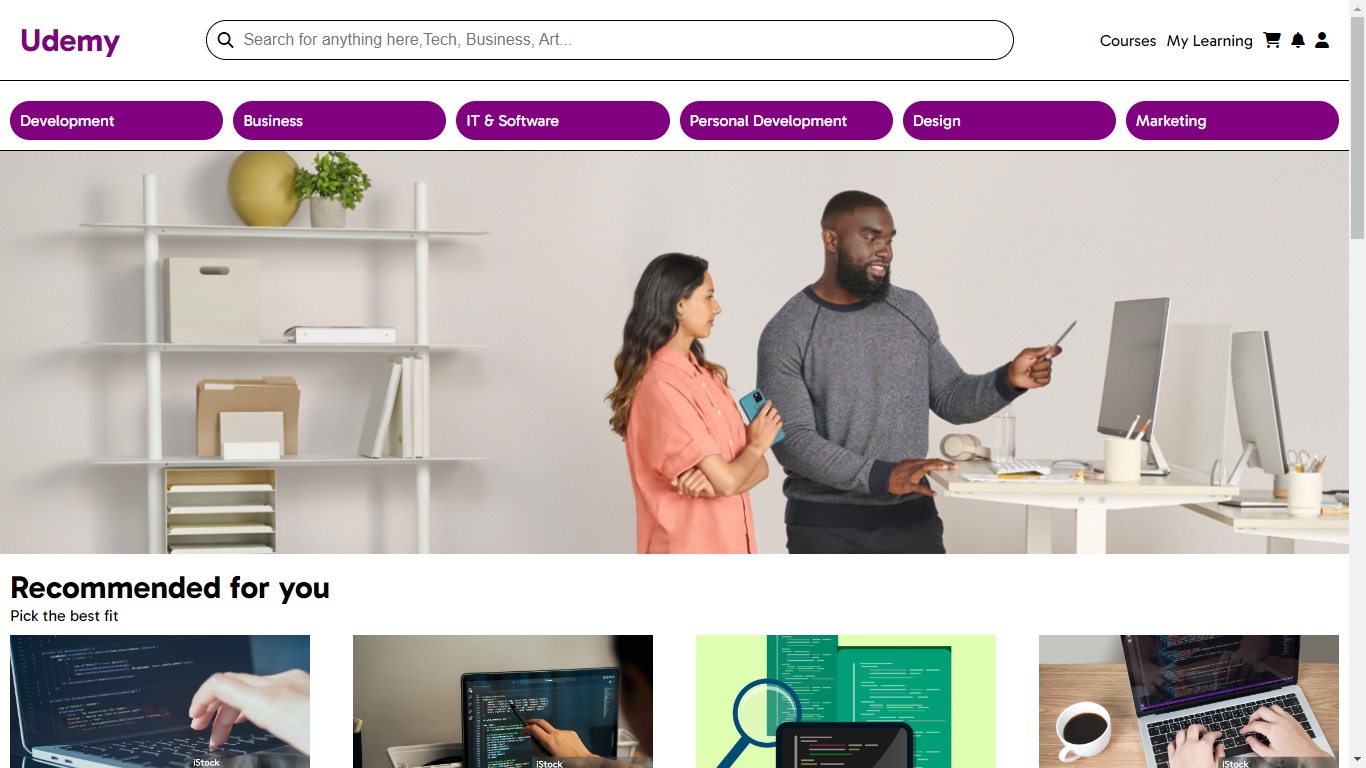 Udemy
Search for anything here,Tech, Business, Art...
Courses My Learning
Development
Business
IT & Software
Personal Development
Design
Marketing
Recommended for you
Pick the best fit
iStock
iStock
iStock